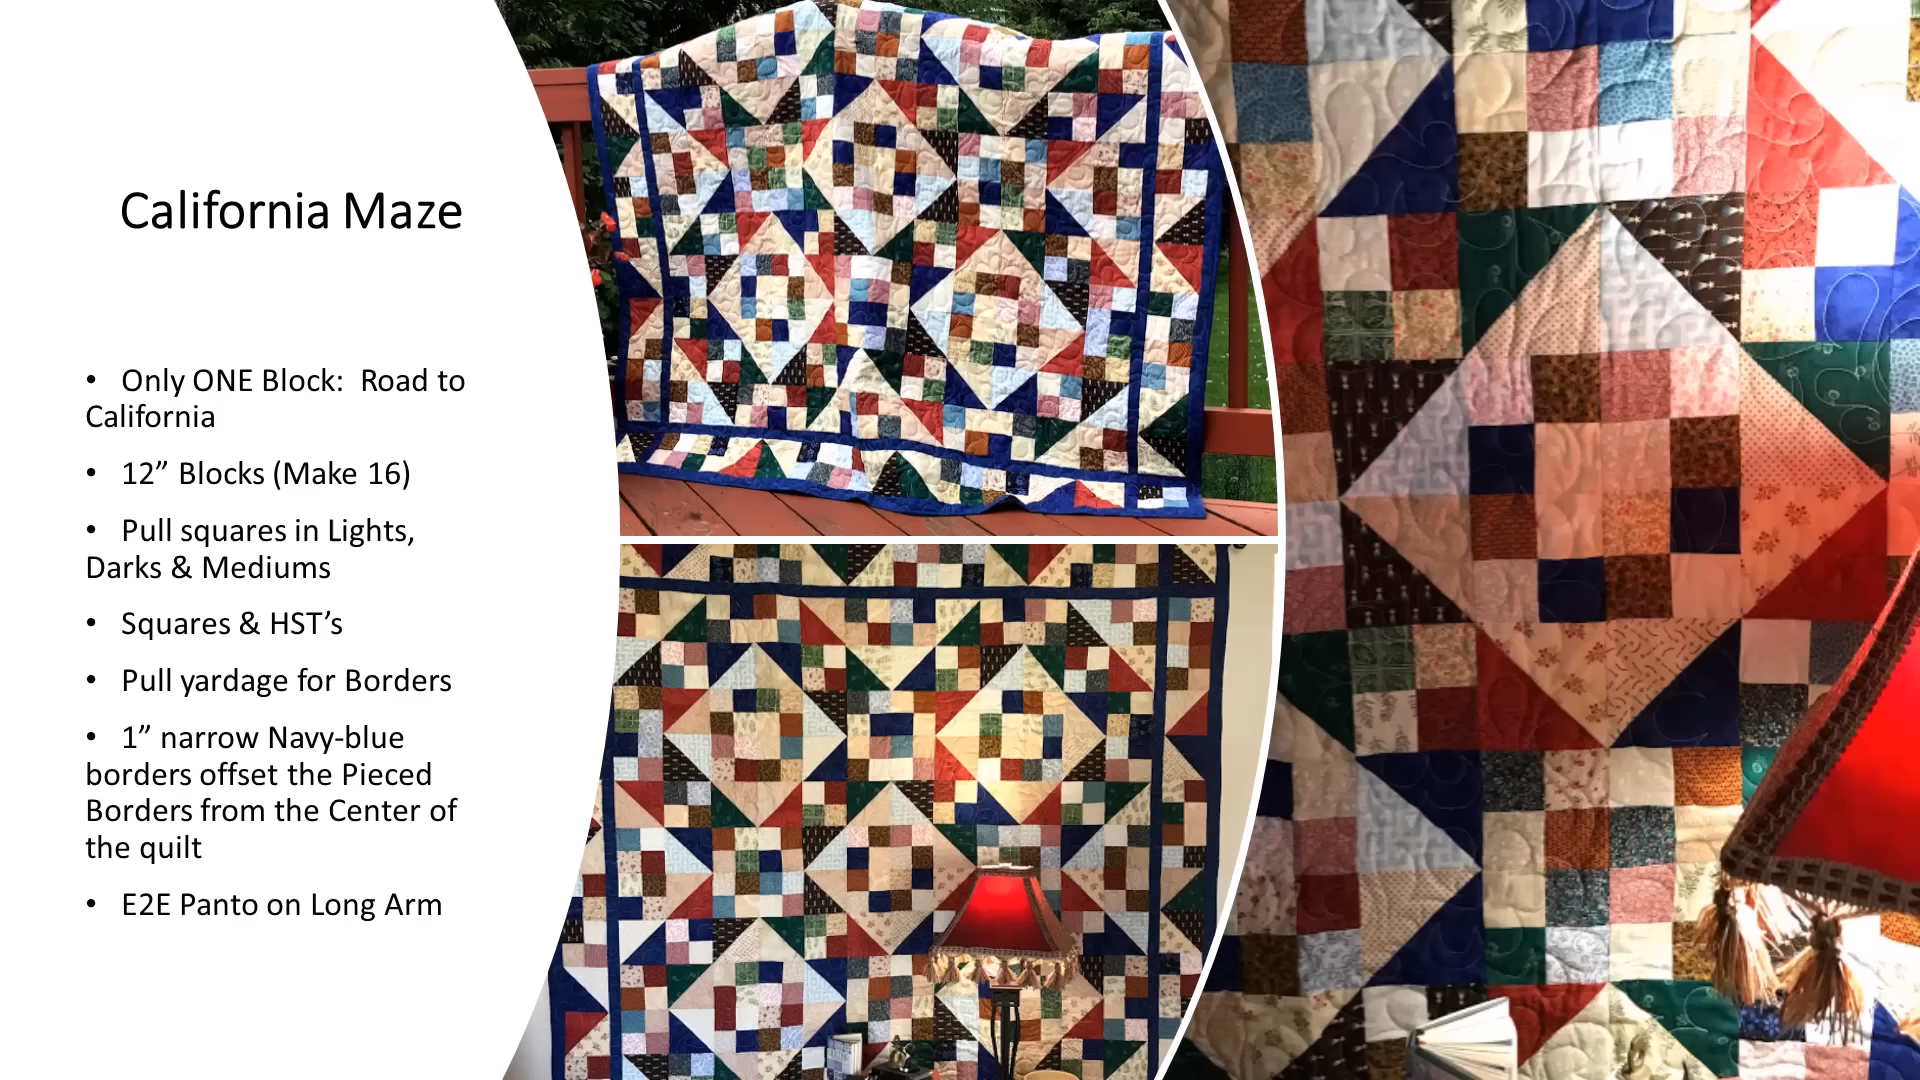 California Maze
• Only ONE Block:  Road to
California
• 12” Blocks (Make 16)
• Pull squares in Lights,
Darks & Mediums
• Squares & HST’s
• Pull yardage for Borders
• 1” narrow Navy-blue
borders offset the Pieced
Borders from the Center of
the quilt
• E2E Panto on Long Arm